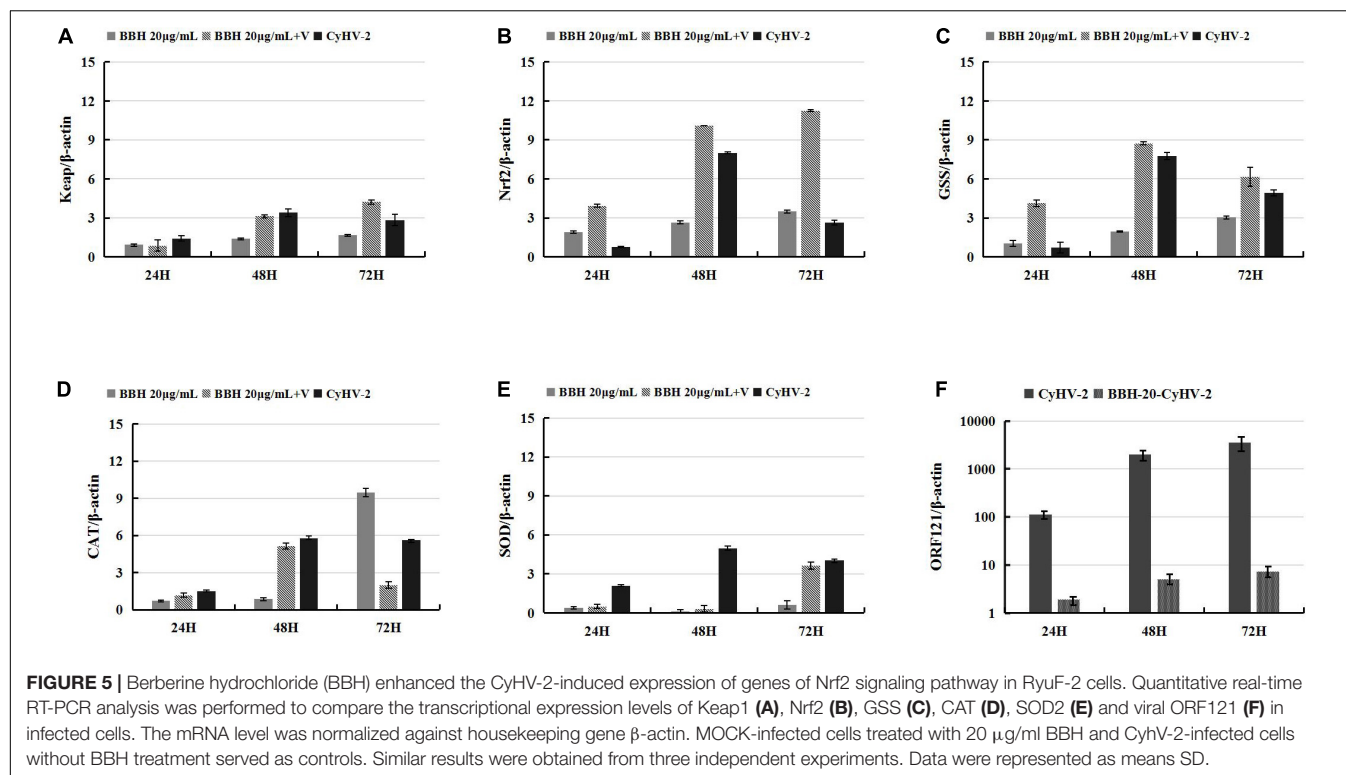 A
BBH 20µg/mL BBH 20µg/mL+V CyHV-2
Keap/β-actin
15
12
9
6
3
0
24H 48H 72H
B
BBH 20µg/mL BBH 20µg/mL+V CyHV-2
Nrf2/β-actin
15
12
9
6
3
0
24H 48H 72H
C
BBH 20µg/mL BBH 20µg/mL+V CyHV-2
GSS/β-actin
15
12
9
6
3
0
24H 48H 72H
D
BBH 20µg/mL BBH 20µg/mL+V CyHV-2
CAT/β-actin
15
12
9
6
3
0
24H 48H 72H
E
BBH 20µg/mL BBH 20µg/mL+V CyHV-2
SOD/β-actin
15
12
9
6
3
0
24H 48H 72H
F
CyHV-2 BBH-20-CyHV-2
ORF121/β-actin
10000
1000
100
10
1
24H 48H 72H
FIGURE 5 | Berberine hydrochloride (BBH) enhanced the CyHV-2-induced expression of genes of Nrf2 signaling pathway in RyuF-2 cells. Quantitative real-time
RT-PCR analysis was performed to compare the transcriptional expression levels of Keap1 (A), Nrf2 (B), GSS (C), CAT (D), SOD2 (E) and viral ORF121 (F) in
infected cells. The mRNA level was normalized against housekeeping gene β-actin. MOCK-infected cells treated with 20 µg/ml BBH and CyhV-2-infected cells
without BBH treatment served as controls. Similar results were obtained from three independent experiments. Data were represented as means SD.